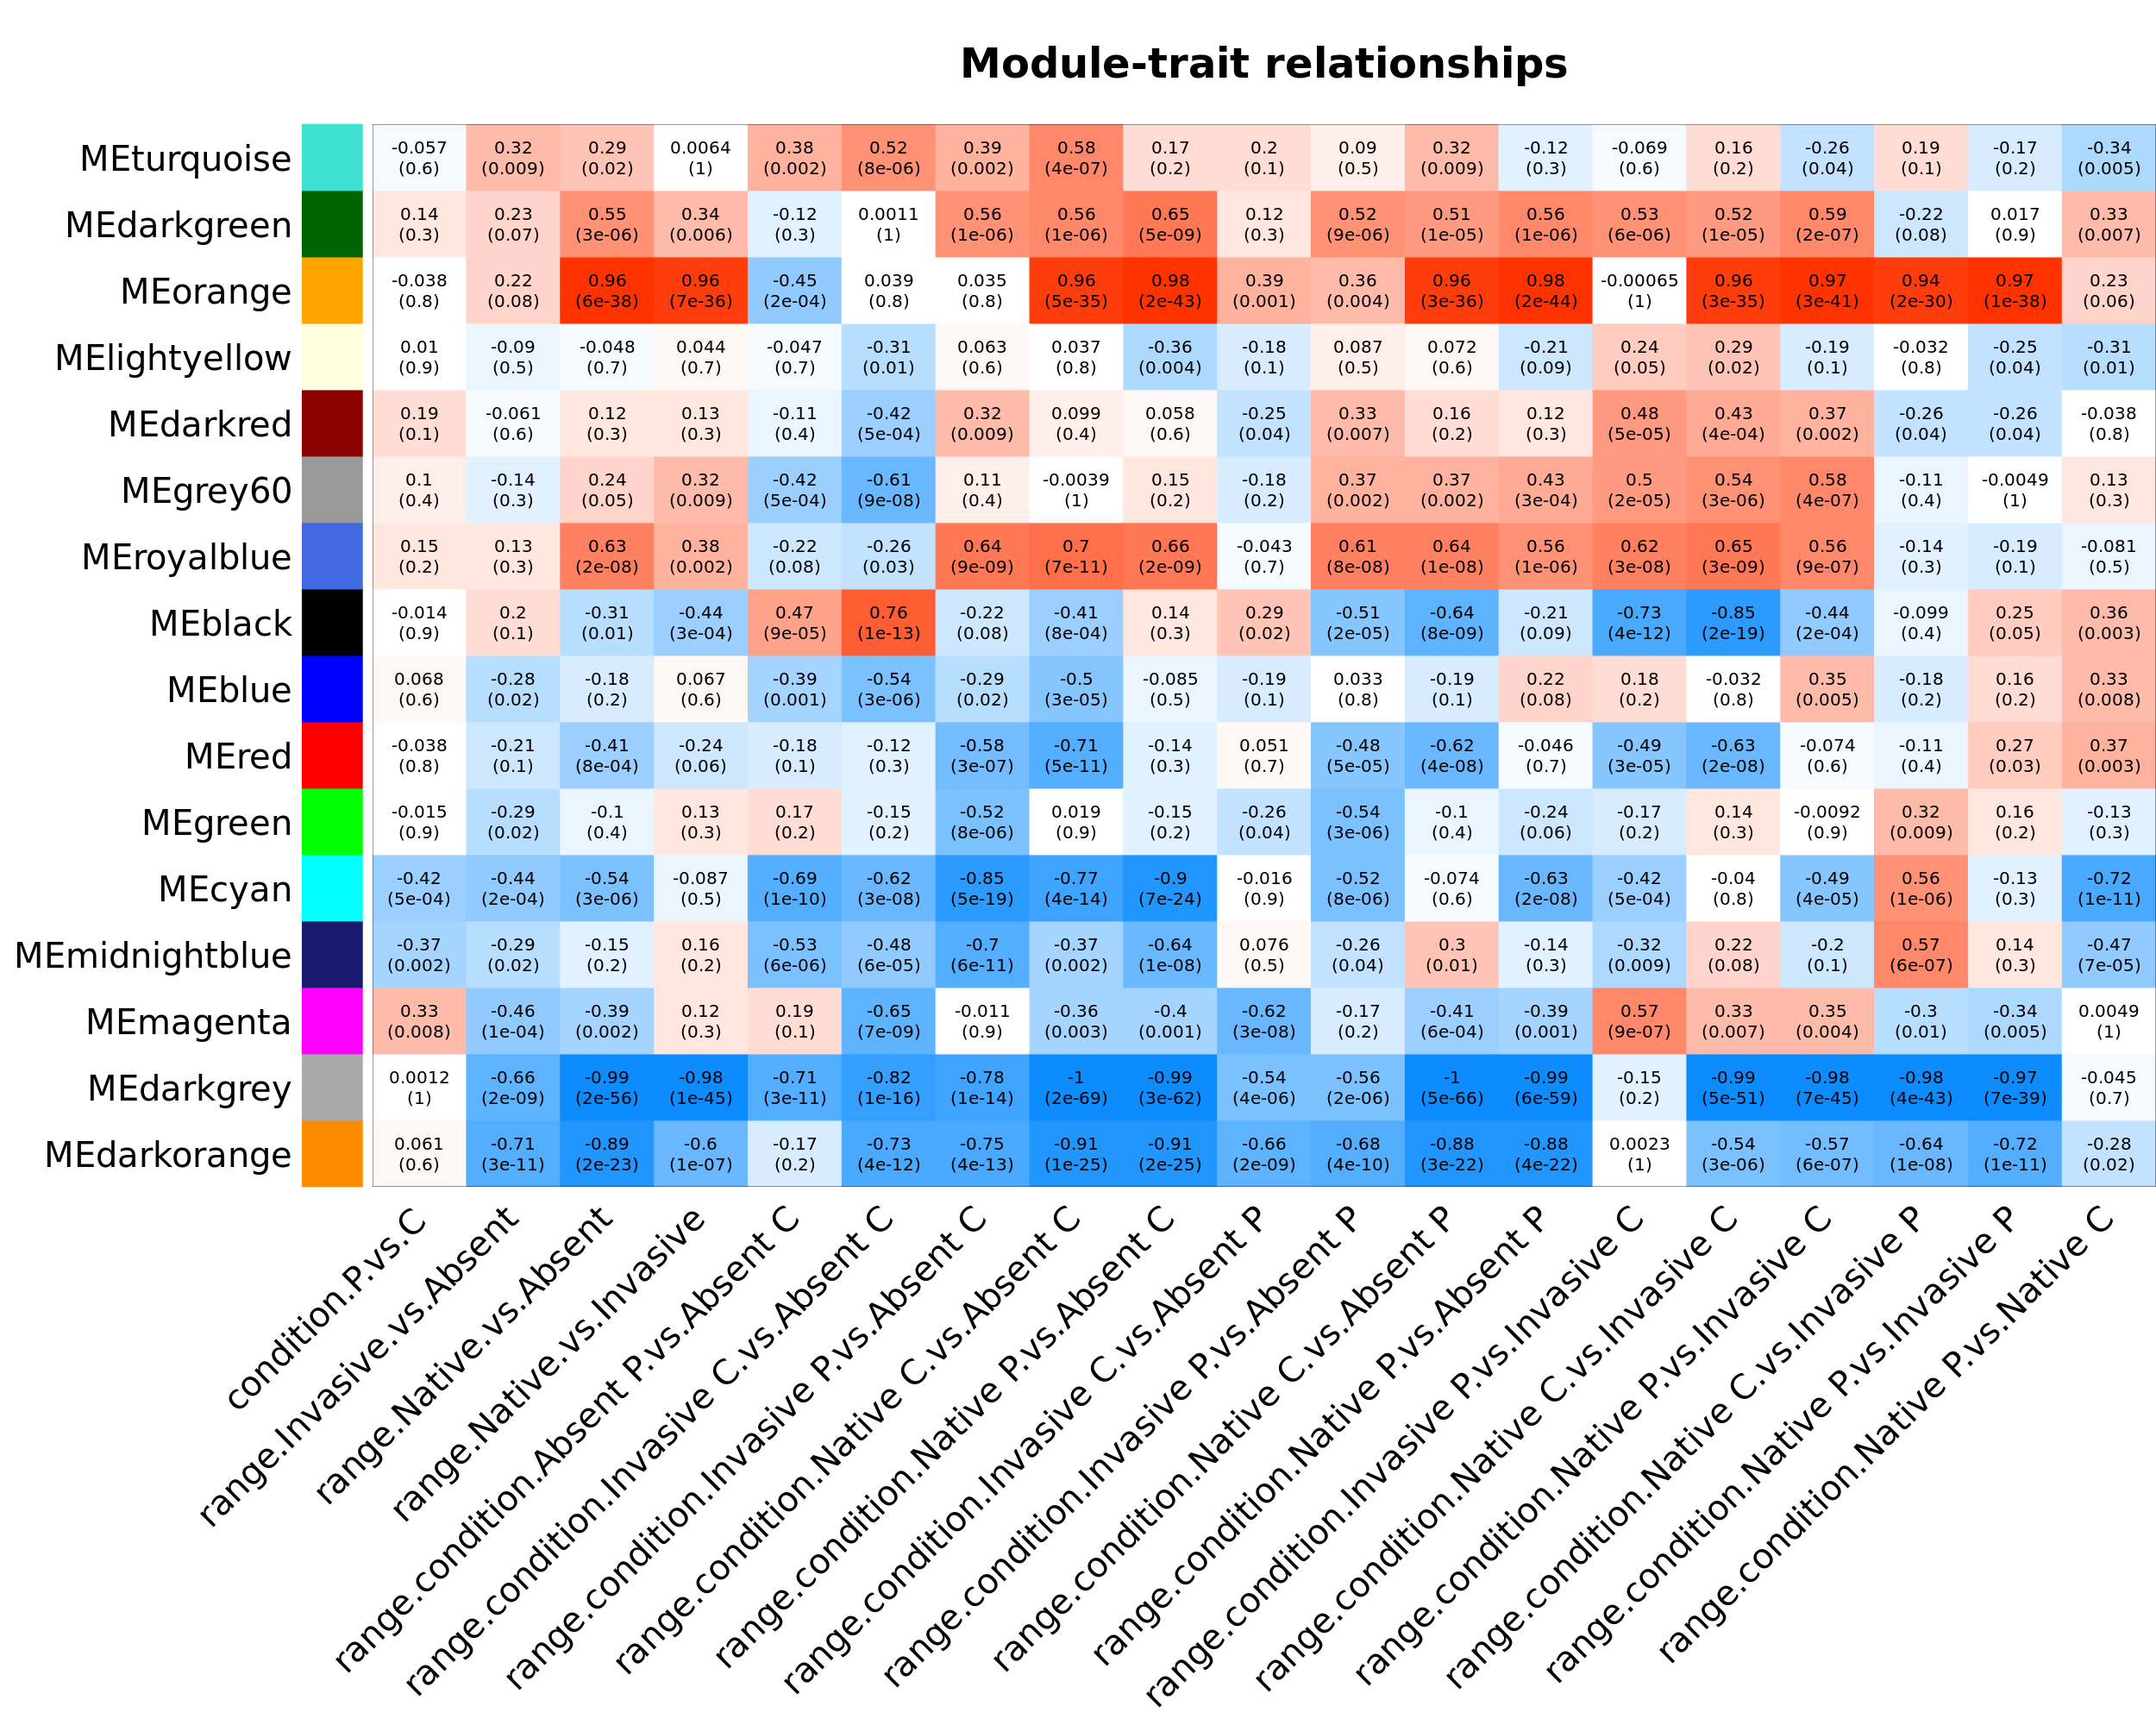 Module-trait relationships
MEturquoise -0.057 0.32 0.29 0.0064 0.38 0.52 0.39 0.58 0.17 0.2 0.09 0.32 -0.12 -0.069 0.16 -0.26 0.19 -0.17 -0.34
(0.6) (0.009) (0.02) (1) (0.002) (8e-06) (0.002) (4e-07) (0.2) (0.1) (0.5) (0.009) (0.3) (0.6) (0.2) (0.04) (0.1) (0.2) (0.005)
MEdarkgreen 0.14 0.23 0.55 0.34 -0.12 0.0011 0.56 0.56 0.65 0.12 0.52 0.51 0.56 0.53 0.52 0.59 -0.22 0.017 0.33
(0.3) (0.07) (3e-06) (0.006) (0.3) (1) (1e-06) (1e-06) (5e-09) (0.3) (9e-06) (1e-05) (1e-06) (6e-06) (1e-05) (2e-07) (0.08) (0.9) (0.007)
MEorange -0.038 0.22 0.96 0.96 -0.45 0.039 0.035 0.96 0.98 0.39 0.36 0.96 0.98 -0.00065 0.96 0.97 0.94 0.97 0.23
(0.8) (0.08) (6e-38) (7e-36) (2e-04) (0.8) (0.8) (5e-35) (2e-43) (0.001) (0.004) (3e-36) (2e-44) (1) (3e-35) (3e-41) (2e-30) (1e-38) (0.06)
MElightyellow 0.01 -0.09 -0.048 0.044 -0.047 -0.31 0.063 0.037 -0.36 -0.18 0.087 0.072 -0.21 0.24 0.29 -0.19 -0.032 -0.25 -0.31
(0.9) (0.5) (0.7) (0.7) (0.7) (0.01) (0.6) (0.8) (0.004) (0.1) (0.5) (0.6) (0.09) (0.05) (0.02) (0.1) (0.8) (0.04) (0.01)
MEdarkred 0.19 -0.061 0.12 0.13 -0.11 -0.42 0.32 0.099 0.058 -0.25 0.33 0.16 0.12 0.48 0.43 0.37 -0.26 -0.26 -0.038
(0.1) (0.6) (0.3) (0.3) (0.4) (5e-04) (0.009) (0.4) (0.6) (0.04) (0.007) (0.2) (0.3) (5e-05) (4e-04) (0.002) (0.04) (0.04) (0.8)
MEgrey60 0.1 -0.14 0.24 0.32 -0.42 -0.61 0.11 -0.0039 0.15 -0.18 0.37 0.37 0.43 0.5 0.54 0.58 -0.11 -0.0049 0.13
(0.4) (0.3) (0.05) (0.009) (5e-04) (9e-08) (0.4) (1) (0.2) (0.2) (0.002) (0.002) (3e-04) (2e-05) (3e-06) (4e-07) (0.4) (1) (0.3)
MEroyalblue 0.15 0.13 0.63 0.38 -0.22 -0.26 0.64 0.7 0.66 -0.043 0.61 0.64 0.56 0.62 0.65 0.56 -0.14 -0.19 -0.081
(0.2) (0.3) (2e-08) (0.002) (0.08) (0.03) (9e-09) (7e-11) (2e-09) (0.7) (8e-08) (1e-08) (1e-06) (3e-08) (3e-09) (9e-07) (0.3) (0.1) (0.5)
MEblack -0.014 0.2 -0.31 -0.44 0.47 0.76 -0.22 -0.41 0.14 0.29 -0.51 -0.64 -0.21 -0.73 -0.85 -0.44 -0.099 0.25 0.36
(0.9) (0.1) (0.01) (3e-04) (9e-05) (1e-13) (0.08) (8e-04) (0.3) (0.02) (2e-05) (8e-09) (0.09) (4e-12) (2e-19) (2e-04) (0.4) (0.05) (0.003)
MEblue 0.068 -0.28 -0.18 0.067 -0.39 -0.54 -0.29 -0.5 -0.085 -0.19 0.033 -0.19 0.22 0.18 -0.032 0.35 -0.18 0.16 0.33
(0.6) (0.02) (0.2) (0.6) (0.001) (3e-06) (0.02) (3e-05) (0.5) (0.1) (0.8) (0.1) (0.08) (0.2) (0.8) (0.005) (0.2) (0.2) (0.008)
MEred -0.038 -0.21 -0.41 -0.24 -0.18 -0.12 -0.58 -0.71 -0.14 0.051 -0.48 -0.62 -0.046 -0.49 -0.63 -0.074 -0.11 0.27 0.37
(0.8) (0.1) (8e-04) (0.06) (0.1) (0.3) (3e-07) (5e-11) (0.3) (0.7) (5e-05) (4e-08) (0.7) (3e-05) (2e-08) (0.6) (0.4) (0.03) (0.003)
MEgreen -0.015 -0.29 -0.1 0.13 0.17 -0.15 -0.52 0.019 -0.15 -0.26 -0.54 -0.1 -0.24 -0.17 0.14 -0.0092 0.32 0.16 -0.13
(0.9) (0.02) (0.4) (0.3) (0.2) (0.2) (8e-06) (0.9) (0.2) (0.04) (3e-06) (0.4) (0.06) (0.2) (0.3) (0.9) (0.009) (0.2) (0.3)
MEcyan -0.42 -0.44 -0.54 -0.087 -0.69 -0.62 -0.85 -0.77 -0.9 -0.016 -0.52 -0.074 -0.63 -0.42 -0.04 -0.49 0.56 -0.13 -0.72
(5e-04) (2e-04) (3e-06) (0.5) (1e-10) (3e-08) (5e-19) (4e-14) (7e-24) (0.9) (8e-06) (0.6) (2e-08) (5e-04) (0.8) (4e-05) (1e-06) (0.3) (1e-11)
MEmidnightblue -0.37 -0.29 -0.15 0.16 -0.53 -0.48 -0.7 -0.37 -0.64 0.076 -0.26 0.3 -0.14 -0.32 0.22 -0.2 0.57 0.14 -0.47
(0.002) (0.02) (0.2) (0.2) (6e-06) (6e-05) (6e-11) (0.002) (1e-08) (0.5) (0.04) (0.01) (0.3) (0.009) (0.08) (0.1) (6e-07) (0.3) (7e-05)
MEmagenta 0.33 -0.46 -0.39 0.12 0.19 -0.65 -0.011 -0.36 -0.4 -0.62 -0.17 -0.41 -0.39 0.57 0.33 0.35 -0.3 -0.34 0.0049
(0.008) (1e-04) (0.002) (0.3) (0.1) (7e-09) (0.9) (0.003) (0.001) (3e-08) (0.2) (6e-04) (0.001) (9e-07) (0.007) (0.004) (0.01) (0.005) (1)
MEdarkgrey 0.0012 -0.66 -0.99 -0.98 -0.71 -0.82 -0.78 -1 -0.99 -0.54 -0.56 -1 -0.99 -0.15 -0.99 -0.98 -0.98 -0.97 -0.045
(1) (2e-09) (2e-56) (1e-45) (3e-11) (1e-16) (1e-14) (2e-69) (3e-62) (4e-06) (2e-06) (5e-66) (6e-59) (0.2) (5e-51) (7e-45) (4e-43) (7e-39) (0.7)
MEdarkorange 0.061 -0.71 -0.89 -0.6 -0.17 -0.73 -0.75 -0.91 -0.91 -0.66 -0.68 -0.88 -0.88 0.0023 -0.54 -0.57 -0.64 -0.72 -0.28
(0.6) (3e-11) (2e-23) (1e-07) (0.2) (4e-12) (4e-13) (1e-25) (2e-25) (2e-09) (4e-10) (3e-22) (4e-22) (1) (3e-06) (6e-07) (1e-08) (1e-11) (0.02)
condition.P.vs.C
range.Invasive.vs.Absent
range.Native.vs.Absent
range.Native.vs.Invasive
range.condition.Absent P.vs.Absent C
range.condition.Invasive C.vs.Absent C
range.condition.Invasive P.vs.Absent C
range.condition.Native C.vs.Absent C
range.condition.Native P.vs.Absent C
range.condition.Invasive C.vs.Absent P
range.condition.Invasive P.vs.Absent P
range.condition.Native C.vs.Absent P
range.condition.Native P.vs.Absent P
range.condition.Invasive P.vs.Invasive C
range.condition.Native C.vs.Invasive C
range.condition.Native P.vs.Invasive C
range.condition.Native C.vs.Invasive P
range.condition.Native P.vs.Invasive P
range.condition.Native P.vs.Native C